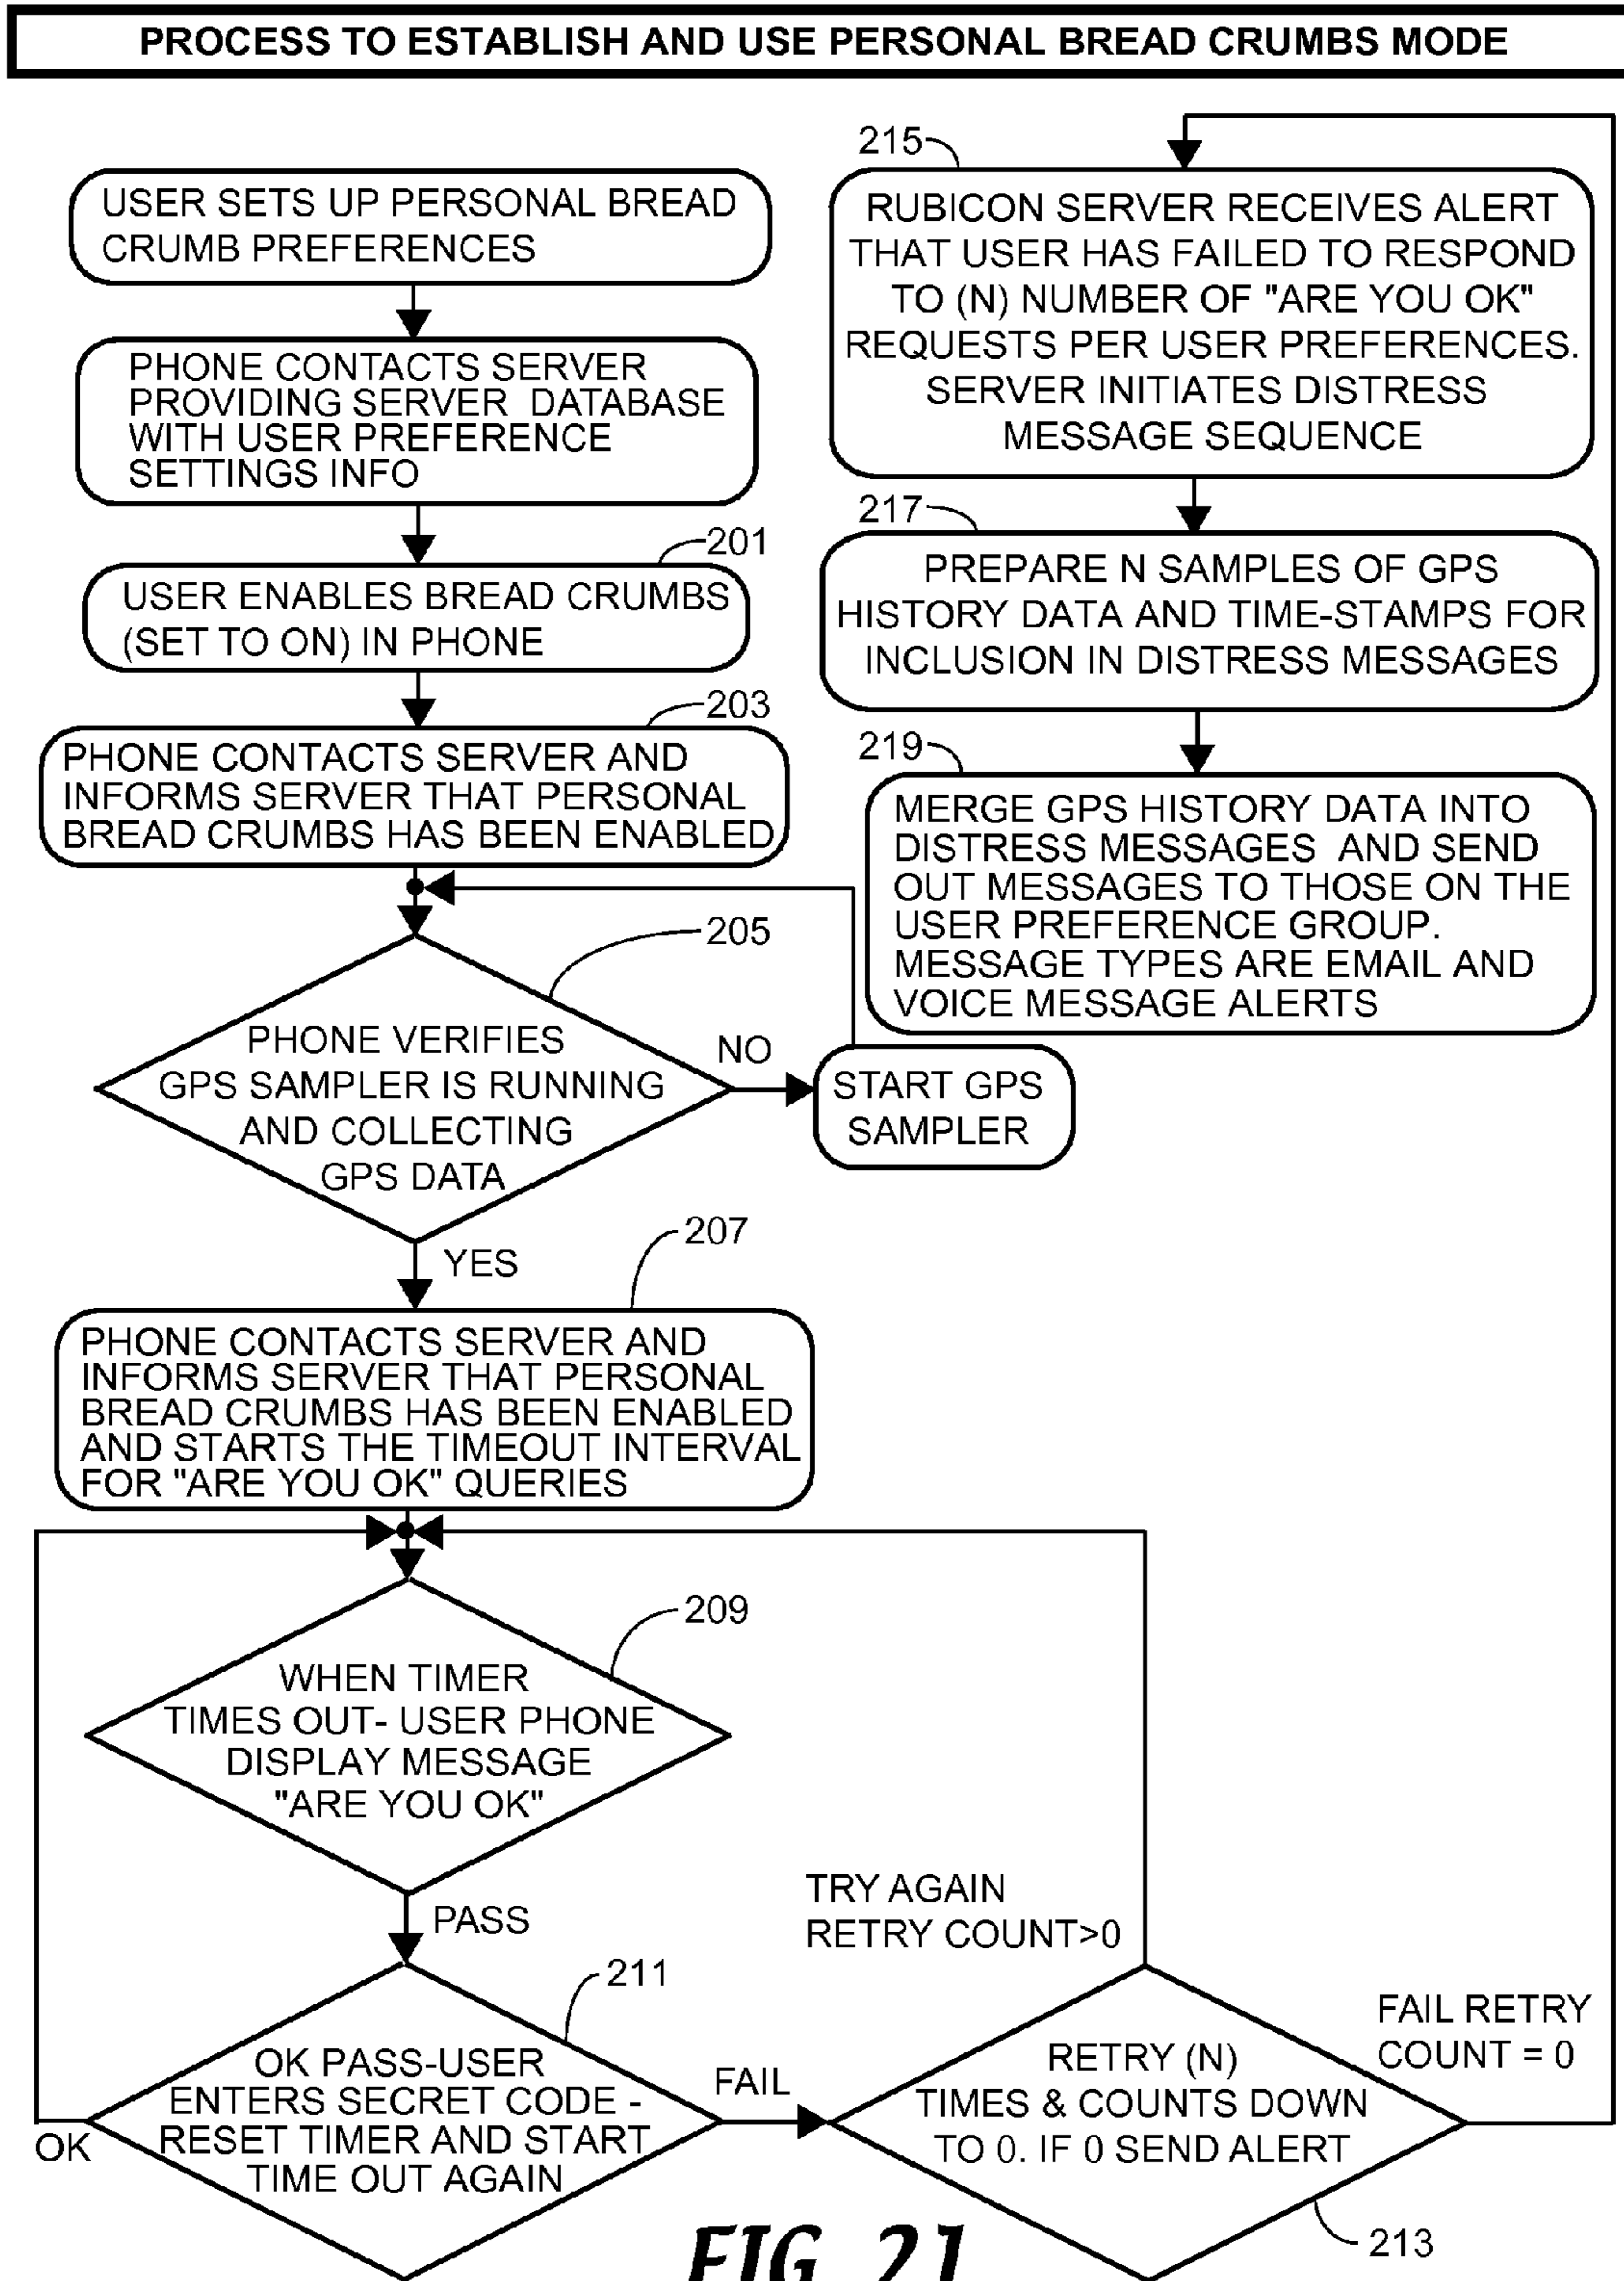 PROCESS TO ESTABLISH AND USE PERSONAL BREAD CRUMBS MODE
USER SETS UP PERSONAL BREAD
CRUMB PREFERENCES
PHONE CONTACTS SERVER
PROVIDING SERVER DATABASE
WITH USER PREFERENCE
SETTINGS INFO
201
USER ENABLES BREAD CRUMBS
(SET TO ON) IN PHONE
203
PHONE CONTACTS SERVER AND
INFORMS SERVER THAT PERSONAL
BREAD CRUMBS HAS BEEN ENABLED
205
PHONE VERIFIES
GPS SAMPLER IS RUNNING
AND COLLECTING
GPS DATA
NO
START GPS
SAMPLER
YES
207
PHONE CONTACTS SERVER AND
INFORMS SERVER THAT PERSONAL
BREAD CRUMBS HAS BEEN ENABLED
AND STARTS THE TIMEOUT INTERVAL
FOR "ARE YOU OK" QUERIES
209
WHEN TIMER
TIMES OUT- USER PHONE
DISPLAY MESSAGE
"ARE YOU OK"
PASS
211
OK PASS-USER
ENTERS SECRET CODE -
RESET TIMER AND START
TIME OUT AGAIN
OK
FAIL
TRY AGAIN
RETRY COUNT>0
RETRY (N)
TIMES & COUNTS DOWN
TO 0. IF 0 SEND ALERT
213
FAIL RETRY
COUNT = 0
215
RUBICON SERVER RECEIVES ALERT
THAT USER HAS FAILED TO RESPOND
TO (N) NUMBER OF "ARE YOU OK"
REQUESTS PER USER PREFERENCES.
SERVER INITIATES DISTRESS
MESSAGE SEQUENCE
217
PREPARE N SAMPLES OF GPS
HISTORY DATA AND TIME-STAMPS FOR
INCLUSION IN DISTRESS MESSAGES
219
MERGE GPS HISTORY DATA INTO
DISTRESS MESSAGES AND SEND
OUT MESSAGES TO THOSE ON THE
USER PREFERENCE GROUP.
MESSAGE TYPES ARE EMAIL AND
VOICE MESSAGE ALERTS
FIG 21